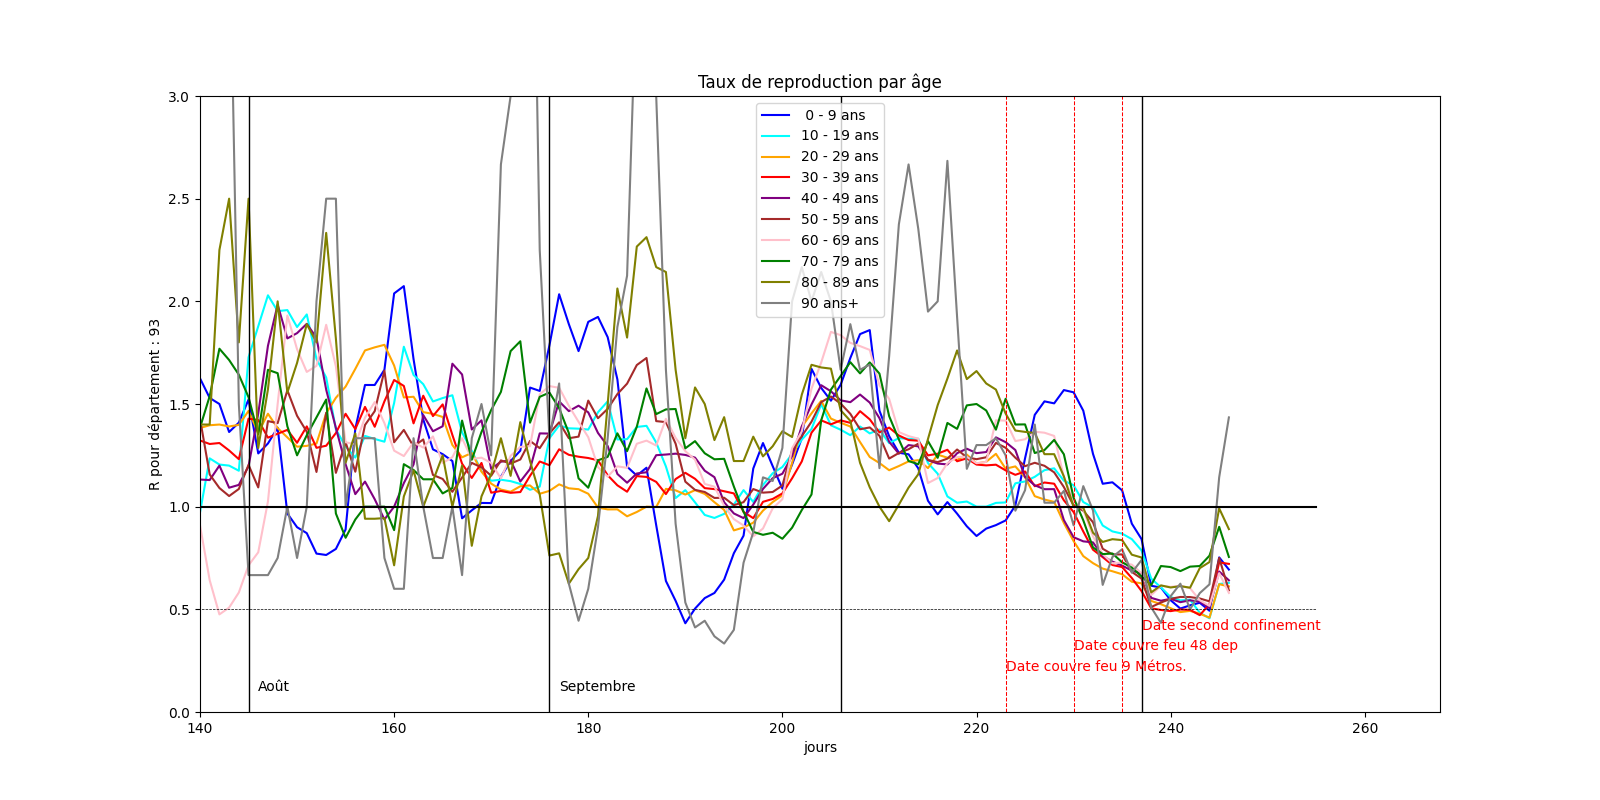 Taux de reproduction par âge
R pour département : 93
3.0
2.5
2.0
1.5
1.0
0.5
0.0
0 - 9 ans
10 - 19 ans
20 - 29 ans
30 - 39 ans
40 - 49 ans
50 - 59 ans
60 - 69 ans
70 - 79 ans
80 - 89 ans
90 ans+
Date second confinement
Date couvre feu 48 dep
Date couvre feu 9 Métros.
Août
Septembre
140
160
180
200
220
240
260
jours